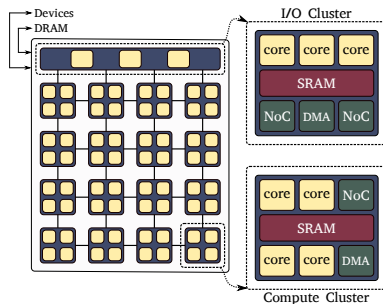 Devices
DRAM
I/O Cluster
core core core
SRAM
NoC DMA NoC
core core NoC
SRAM
core core DMA
Compute Cluster